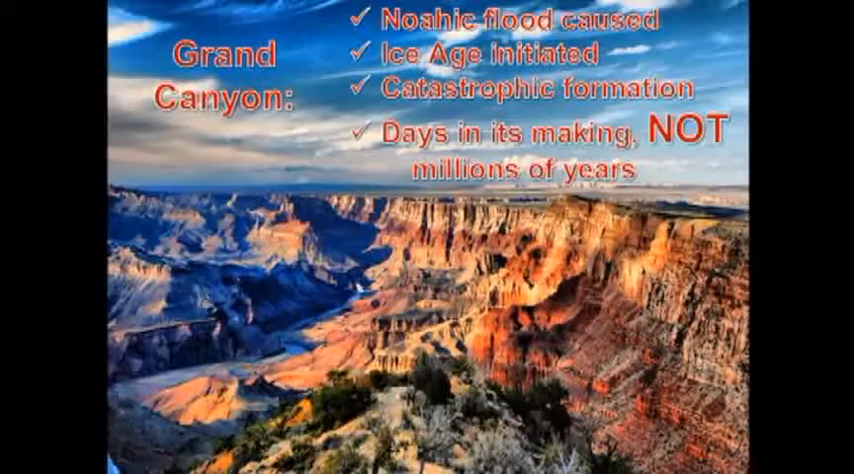 Grand
Canyon:
✓ Noahic flood caused
✓ Ice Age initiated
✓ Catastrophic formation
✓ Days in its making, NOT
millions of years